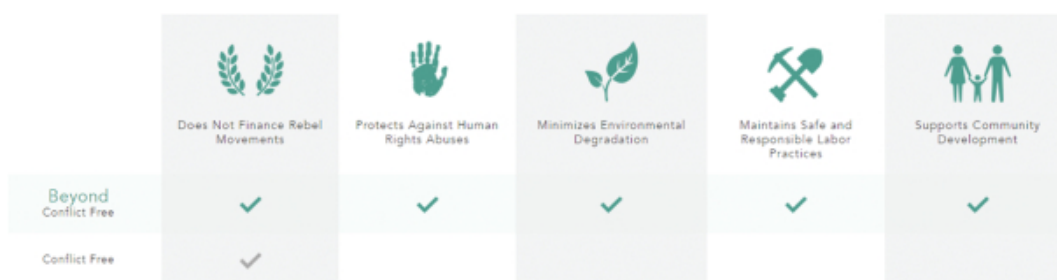 Does Not Finance Rebel
Movements
Protects Against Human
Rights Abuses
Minimizes Environmental
Degradation
Maintains Safe and
Responsible Labor
Practices
Supports Community
Development
Beyond
Conflict Free
Conflict Free